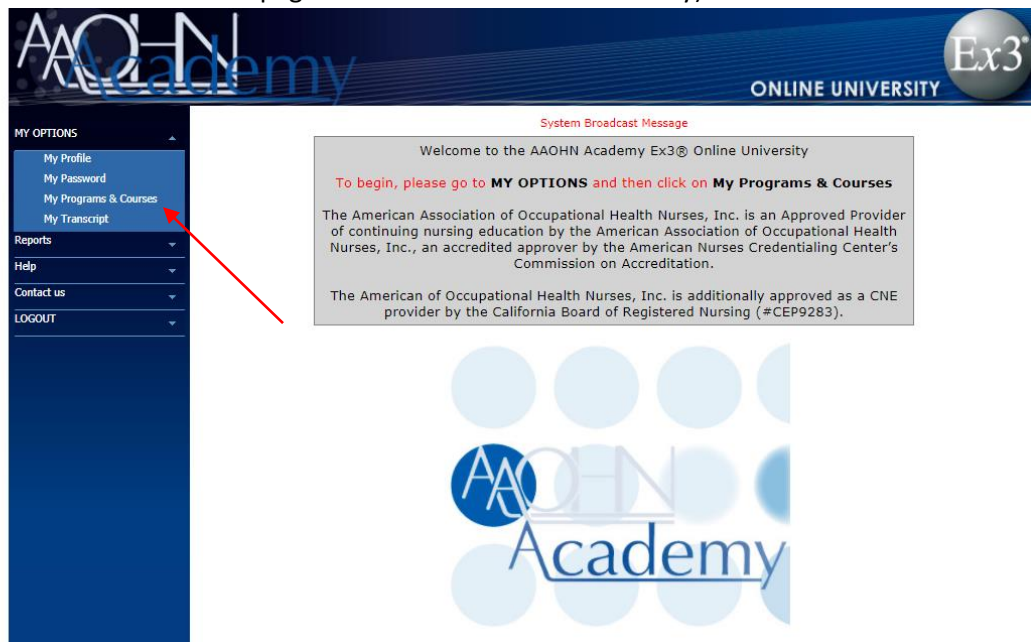 AAOHN
Academy
Ex3®
ONLINE UNIVERSITY
MY OPTIONS
My Profile
My Password
My Programs & Courses
My Transcript
Reports
Help
Contact us
LOGOUT
System Broadcast Message
Welcome to the AAOHN Academy Ex3® Online University
To begin, please go to MY OPTIONS and then click on My Programs & Courses
The American Association of Occupational Health Nurses, Inc. is an Approved Provider
of continuing nursing education by the American Association of Occupational Health
Nurses, Inc., an accredited approver by the American Nurses Credentialing Center's
Commission on Accreditation.
The American of Occupational Health Nurses, Inc. is additionally approved as a CNE
provider by the California Board of Registered Nursing (#CEP9283).
AAOHN
Academy